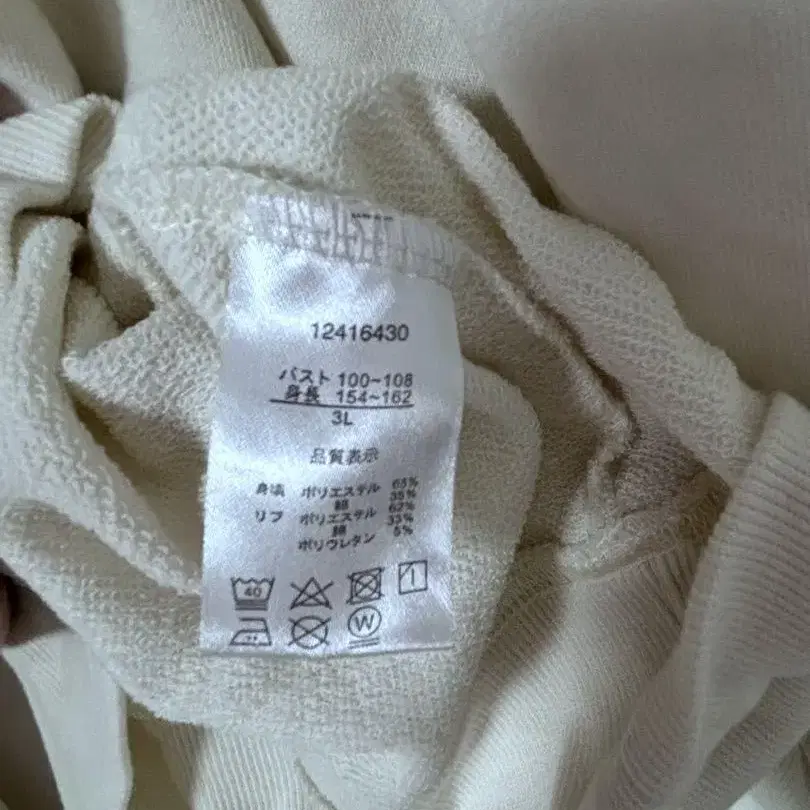 12416430
バスト 100~108
身長 154~162
3L
品質表示
身頃 ポリエステル 65%
綿 35%
リブ ポリエステル 62%
綿 33%
ポリウレタン 5%
40
W